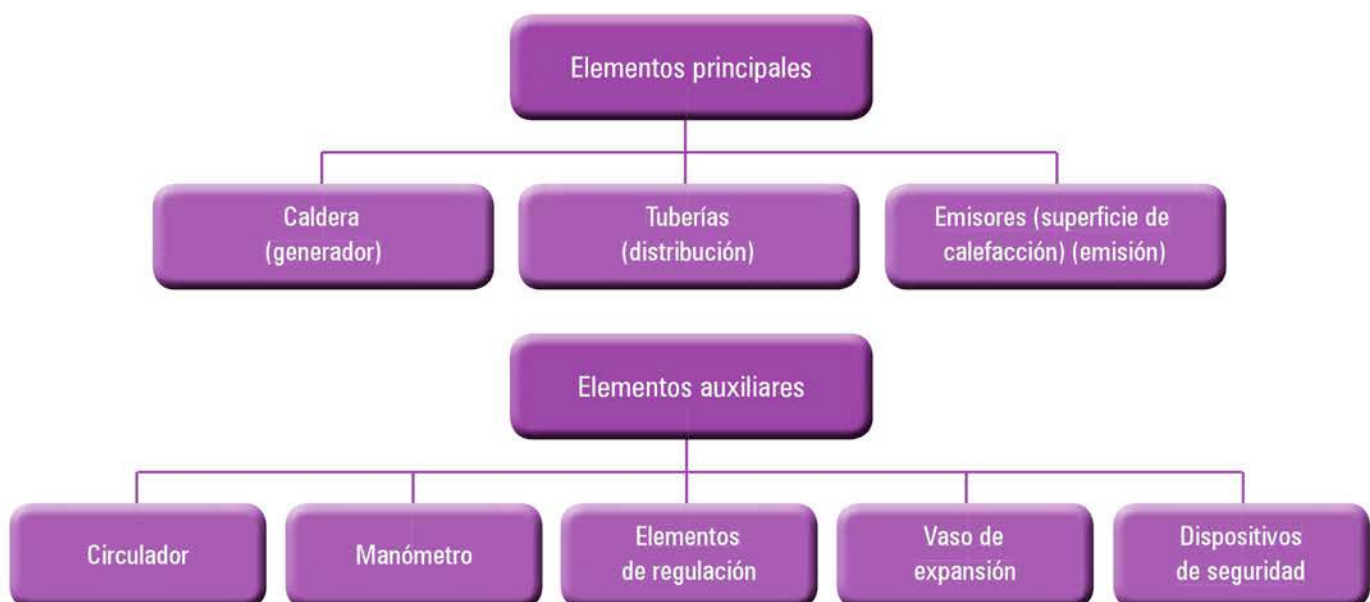 Elementos principales
Caldera
(generador)
Tuberías
(distribución)
Emisores (superficie de
calefacción) (emisión)
Elementos auxiliares
Circulador
Manómetro
Elementos
de regulación
Vaso de
expansión
Dispositivos
de seguridad